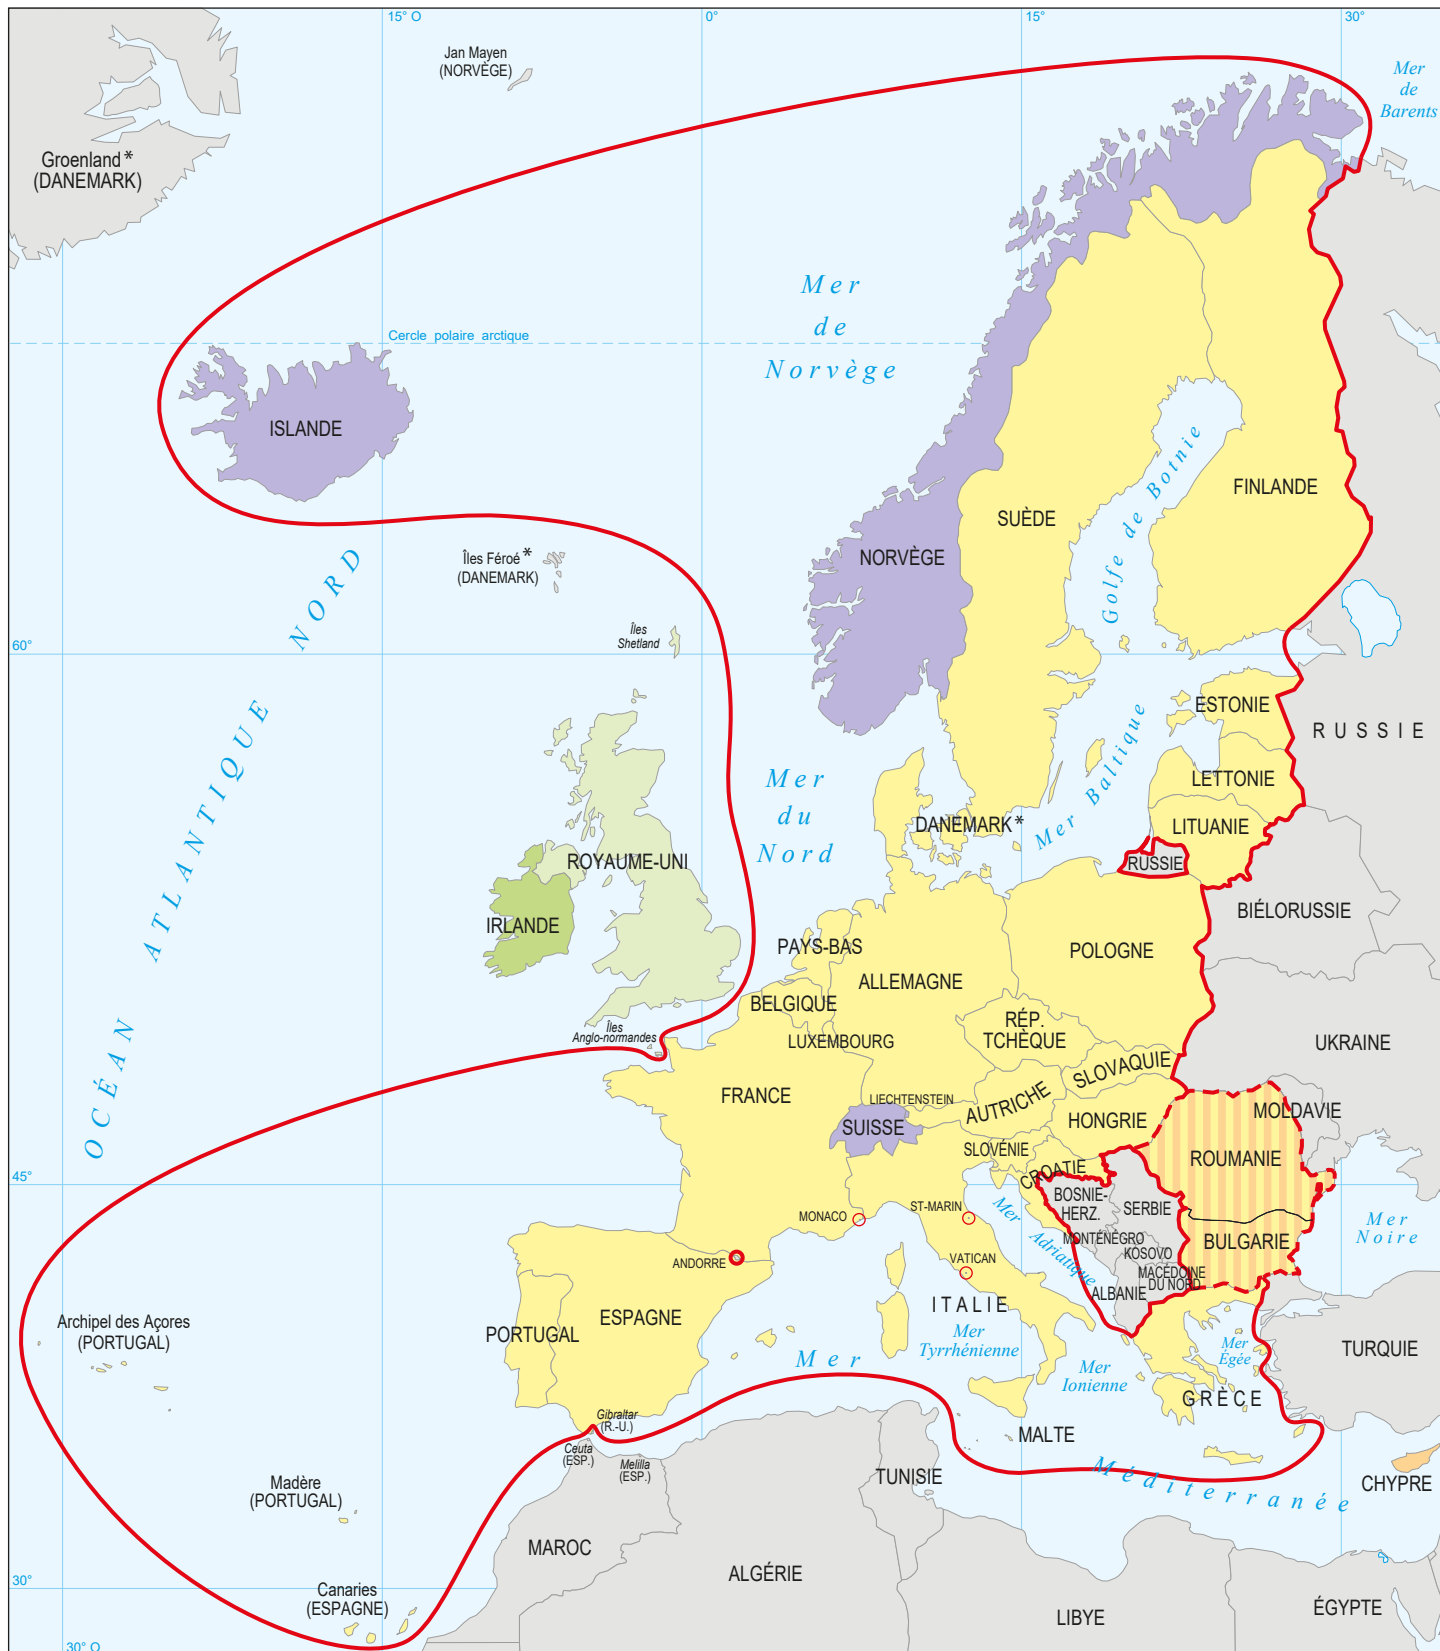 15° O
0°
15°
30°
Jan Mayen
(NORVÈGE)
Mer
de
Barents
Groenland*
(DANEMARK)
Mer
de
Norvège
Cercle polaire arctique
ISLANDE
FINLANDE
SUÈDE
NORVÈGE
Golfe de Botnie
Îles Féroé*
(DANEMARK)
Îles
Shetland
60°
OCÉAN ATLANTIQUE NORD
ESTONIE
RUSSIE
LETTONIE
Mer Baltique
Mer
du
Nord
DANEMARK*
LITUANIE
RUSSIE
ROYAUME-UNI
IRLANDE
BIÉLORUSSIE
PAYS-BAS
POLOGNE
ALLEMAGNE
BELGIQUE
RÉP.
TCHÈQUE
Îles
Anglo-normandes
LUXEMBOURG
UKRAINE
SLOVAQUIE
FRANCE
LIECHTENSTEIN
AUTRICHE
MOLDAVIE
HONGRIE
SUISSE
SLOVÉNIE
ROUMANIE
CROATIE
45°
BOSNIE-
HERZ.
SERBIE
MONACO
ST-MARIN
Mer Adriatique
Mer
Noire
MONTÉNÉGRO
BULGARIE
KOSOVO
ANDORRE
VATICAN
MACÉDOINE
DU NORD
ALBANIE
ITALIE
Archipel des Açores
(PORTUGAL)
PORTUGAL
ESPAGNE
Mer
Tyrrhénienne
Mer
Égée
TURQUIE
Mer Méditerranée
Mer
Ionienne
GRÈCE
Gibraltar
(R.-U.)
Ceuta
(ESP.)
Melilla
(ESP.)
MALTE
TUNISIE
CHYPRE
Madère
(PORTUGAL)
MAROC
ALGÉRIE
30°
Canaries
(ESPAGNE)
LIBYE
ÉGYPTE
30° O